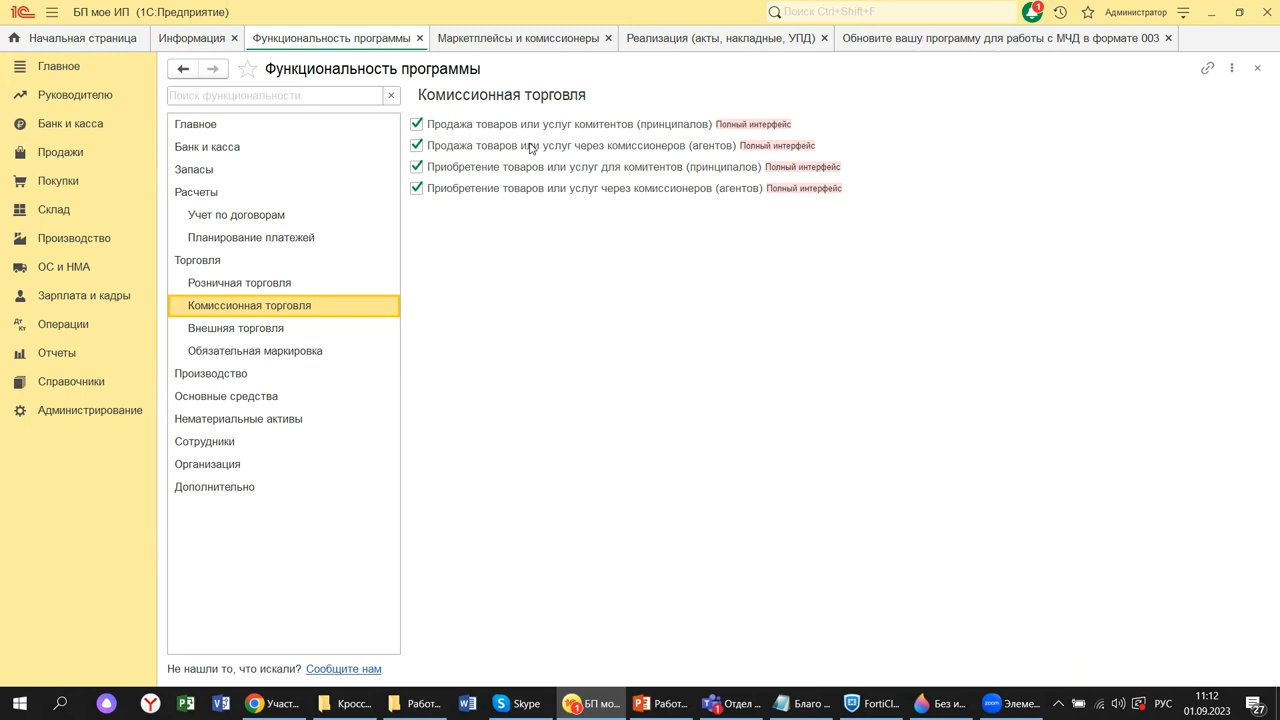 БП мое ИП (1С:Предприятие)
Поиск Ctrl+Shift+F
1
Администратор
Начальная страница
Информация ×
Функциональность программы ×
Маркетплейсы и комиссионеры ×
Реализация (акты, накладные, УПД) ×
Обновите вашу программу для работы с МЧД в формате 003 ×
Главное
Руководителю
Банк и касса
Продажи
Покупки
Склад
Производство
ОС и НМА
Зарплата и кадры
Операции
Отчеты
Справочники
Администрирование
Функциональность программы
Поиск функциональности ×
Главное
Банк и касса
Запасы
Расчеты
Учет по договорам
Планирование платежей
Торговля
Розничная торговля
Комиссионная торговля
Внешняя торговля
Обязательная маркировка
Производство
Основные средства
Нематериальные активы
Сотрудники
Организация
Дополнительно
Не нашли то, что искали? Сообщите нам
Комиссионная торговля
Продажа товаров или услуг комитентов (принципалов) Полный интерфейс
Продажа товаров или услуг через комиссионеров (агентов) Полный интерфейс
Приобретение товаров или услуг для комитентов (принципалов) Полный интерфейс
Приобретение товаров или услуг через комиссионеров (агентов) Полный интерфейс
Участ...
Кросс...
Работ...
Skype
БП мо...
Работ...
Отдел ...
Благо ...
FortiCl...
Без и...
Элеме...
РУС
11:12
01.09.2023
27